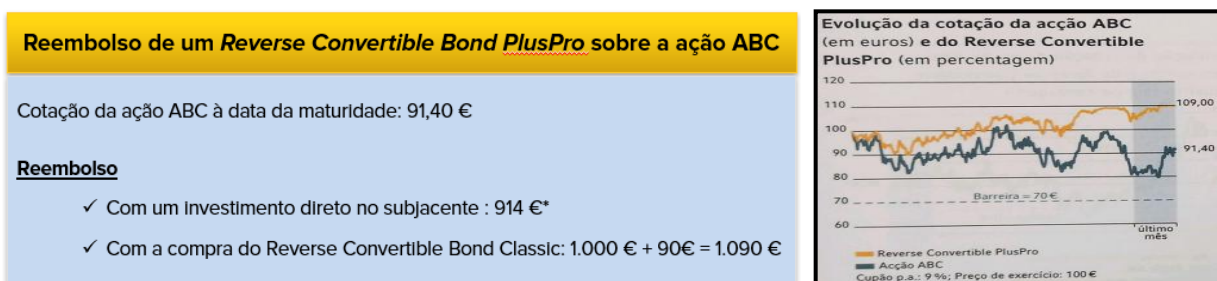 Reembolso de um Reverse Convertible Bond PlusPro sobre a ação ABC
Cotação da ação ABC à data da maturidade: 91,40 €
Reembolso
✓ Com um investimento direto no subjacente : 914 €*
✓ Com a compra do Reverse Convertible Bond Classic: 1.000 € + 90€ = 1.090 €
Evolução da cotação da acção ABC
(em euros) e do Reverse Convertible
PlusPro (em percentagem)
120
110
109,00
100
90
91,40
80
70
Barreira = 70 €
60
último
mês
Reverse Convertible PlusPro
Acção ABC
Cupão p.a.: 9 %; Preço de exercício: 100 €